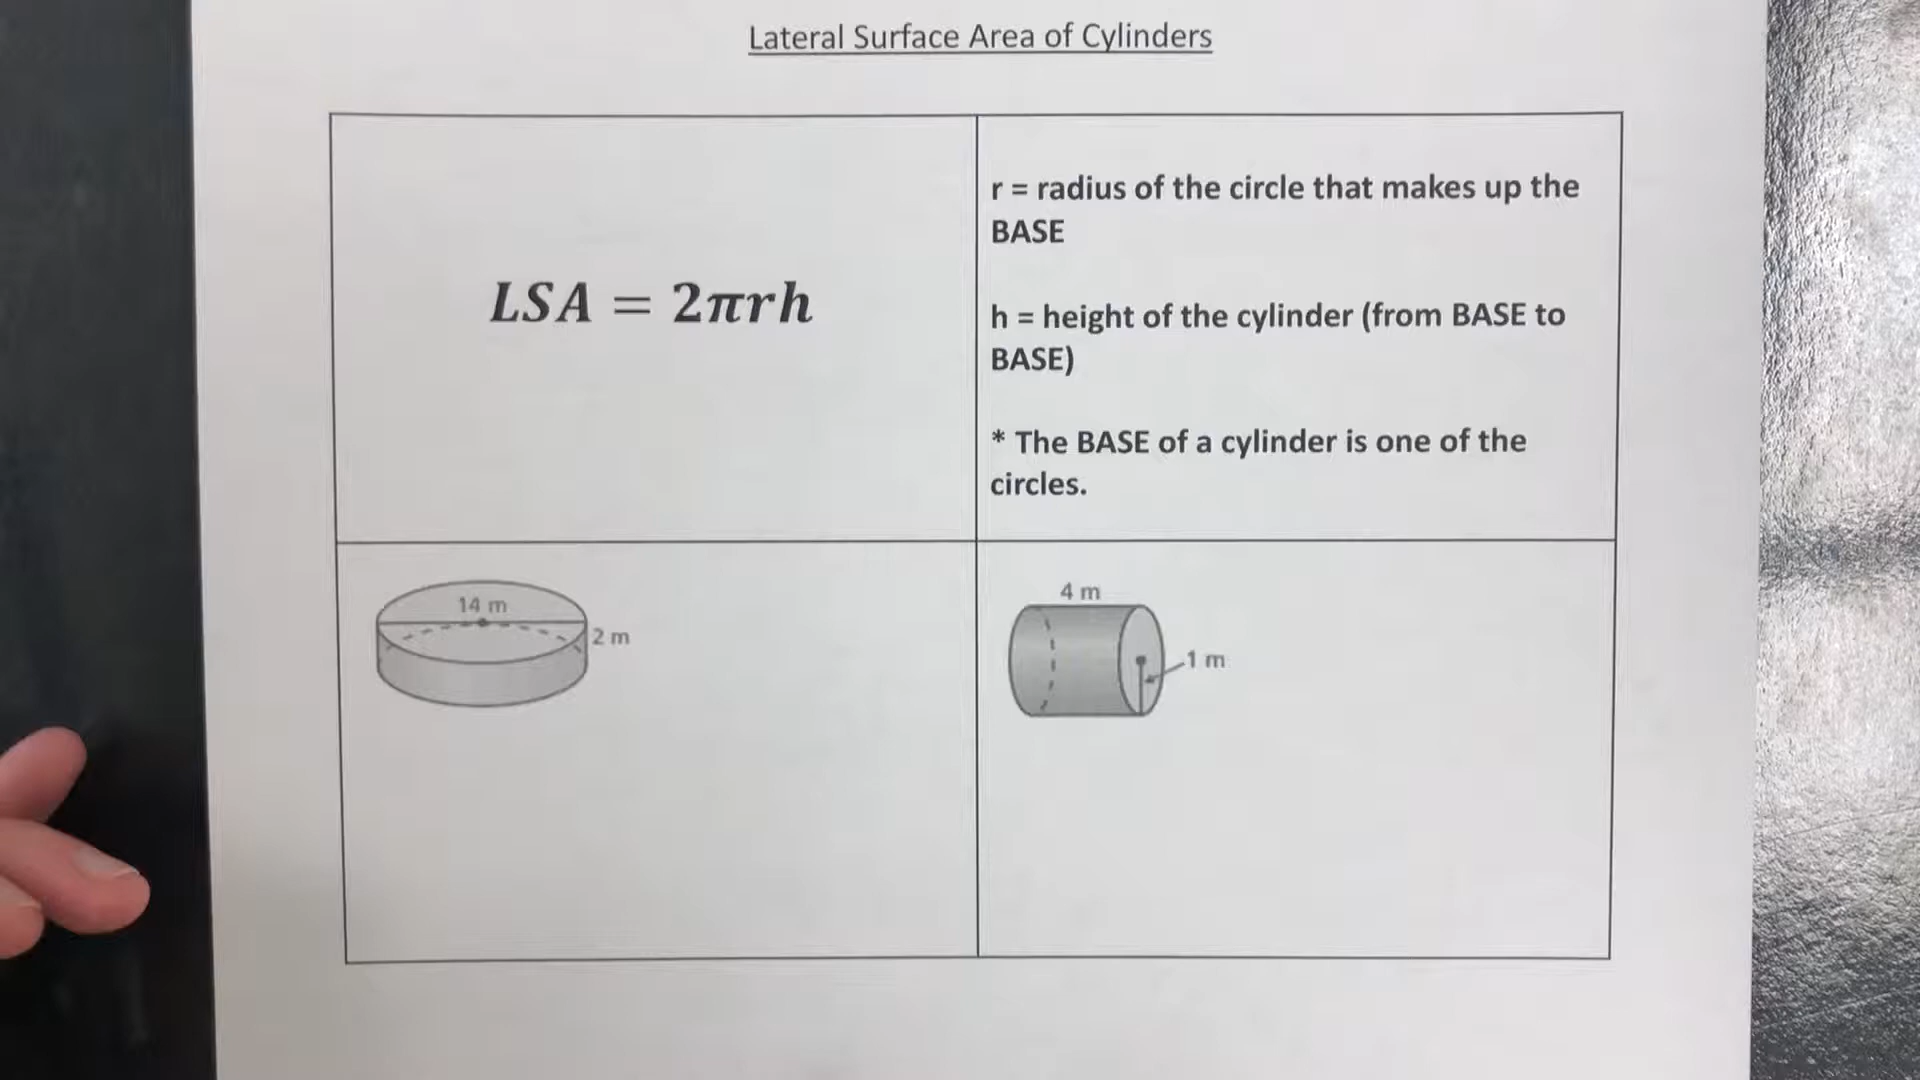 Lateral Surface Area of Cylinders
LSA = 2πrh
r = radius of the circle that makes up the
BASE
h = height of the cylinder (from BASE to
BASE)
* The BASE of a cylinder is one of the
circles.
14 m
2 m
4 m
1 m